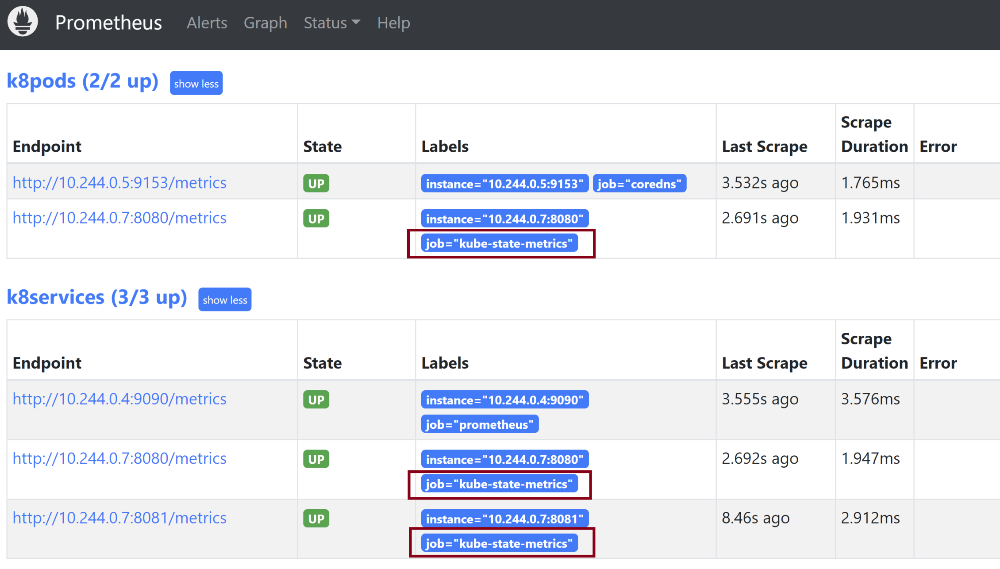 Prometheus Alerts Graph Status Help
k8pods (2/2 up) show less
Endpoint State Labels Last Scrape Scrape Duration Error
http://10.244.0.5:9153/metrics UP instance="10.244.0.5:9153" job="coredns" 3.532s ago 1.765ms
http://10.244.0.7:8080/metrics UP instance="10.244.0.7:8080" 2.691s ago 1.931ms
job="kube-state-metrics"
k8services (3/3 up) show less
Endpoint State Labels Last Scrape Scrape Duration Error
http://10.244.0.4:9090/metrics UP instance="10.244.0.4:9090" 3.555s ago 3.576ms
job="prometheus"
http://10.244.0.7:8080/metrics UP instance="10.244.0.7:8080" 2.692s ago 1.947ms
job="kube-state-metrics"
http://10.244.0.7:8081/metrics UP instance="10.244.0.7:8081" 8.46s ago 2.912ms
job="kube-state-metrics"